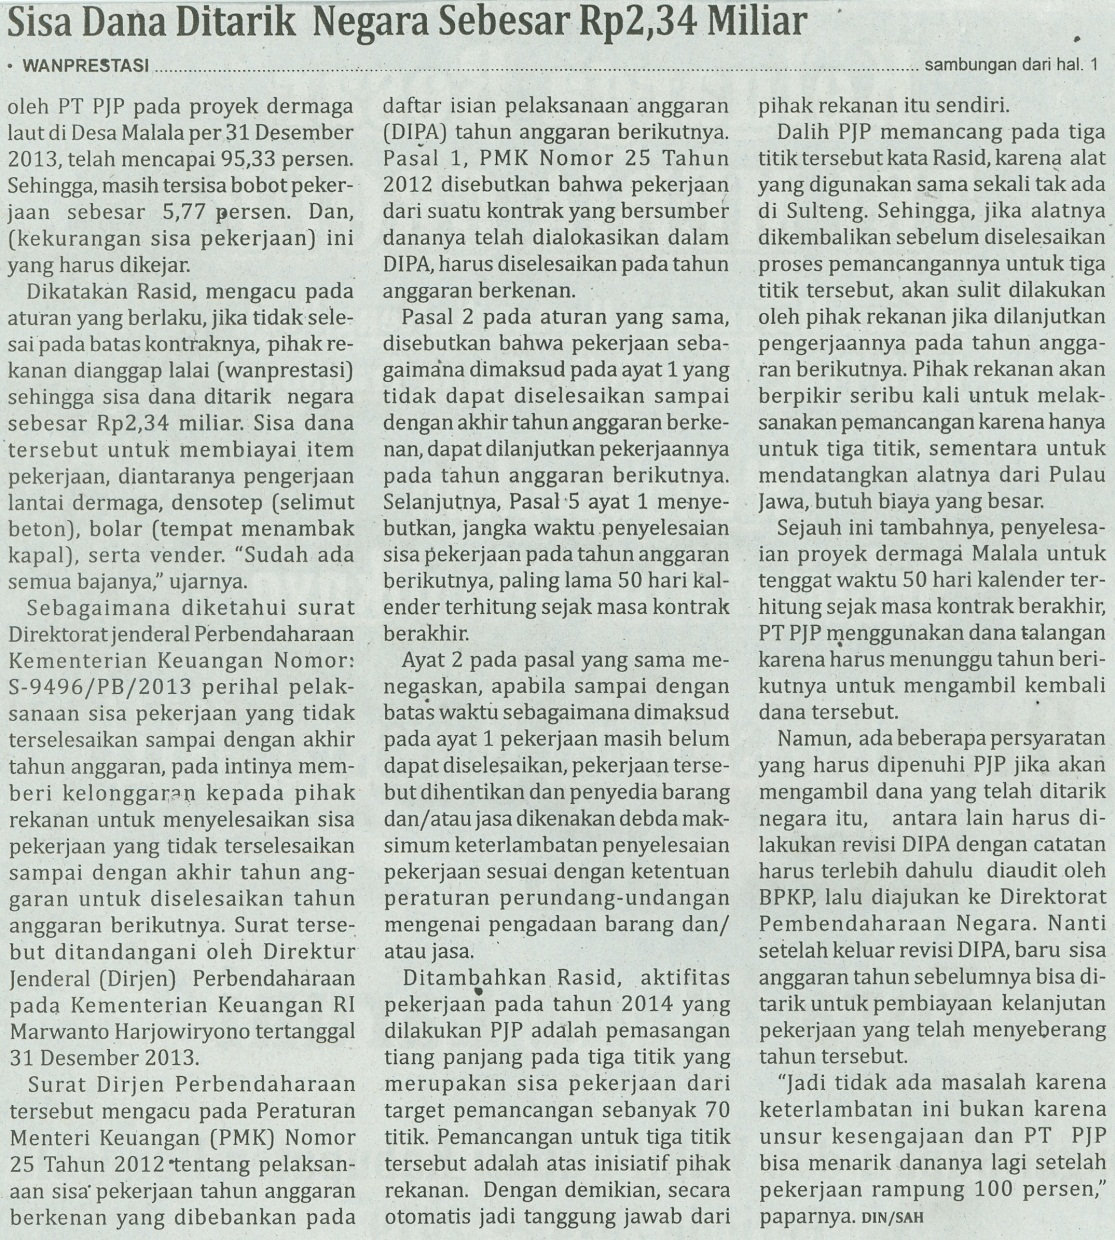 Sisa Dana Ditarik Negara Sebesar Rp2,34 Miliar
• WANPRESTASI ........ sambungan dari hal. 1
oleh PT PJP pada proyek dermaga
laut di Desa Malala per 31 Desember
2013, telah mencapai 95,33 persen.
Sehingga, masih tersisa bobot peker-
jaan sebesar 5,77 persen. Dan,
(kekurangan sisa pekerjaan) ini
yang harus dikejar.
Dikatakan Rasid, mengacu pada
aturan yang berlaku, jika tidak sele-
sai pada batas kontraknya, pihak re-
kanan dianggap lalai (wanprestasi)
sehingga sisa dana ditarik negara
sebesar Rp2,34 miliar. Sisa dana
tersebut untuk membiayai item
pekerjaan, diantaranya pengerjaan
lantai dermaga, densotep (selimut
beton), bolar (tempat menambak
kapal), serta vender. “Sudah ada
semua bajanya,” ujarnya.
Sebagaimana diketahui surat
Direktorat jenderal Perbendaharaan
Kementerian Keuangan Nomor:
S-9496/PB/2013 perihal pelak-
sanaan sisa pekerjaan yang tidak
terselesaikan sampai dengan akhir
tahun anggaran, pada intinya mem-
beri kelonggaran kepada pihak
rekanan untuk menyelesaikan sisa
pekerjaan yang tidak terselesaikan
sampai dengan akhir tahun ang-
garan untuk diselesaikan tahun
anggaran berikutnya. Surat terse-
but ditandangani oleh Direktur
Jenderal (Dirjen) Perbendaharaan
pada Kementerian Keuangan RI
Marwanto Harjowiryono tertanggal
31 Desember 2013.
Surat Dirjen Perbendaharaan
tersebut mengacu pada Peraturan
Menteri Keuangan (PMK) Nomor
25 Tahun 2012 tentang pelaksan-
aan sisa pekerjaan tahun anggaran
berkenan yang dibebankan pada
daftar isian pelaksanaan anggaran
(DIPA) tahun anggaran berikutnya.
Pasal 1, PMK Nomor 25 Tahun
2012 disebutkan bahwa pekerjaan
dari suatu kontrak yang bersumber
dananya telah dialokasikan dalam
DIPA, harus diselesaikan pada tahun
anggaran berkenan.
Pasal 2 pada aturan yang sama,
disebutkan bahwa pekerjaan seba-
gaimana dimaksud pada ayat 1 yang
tidak dapat diselesaikan sampai
dengan akhir tahun anggaran berke-
nan, dapat dilanjutkan pekerjaannya
pada tahun anggaran berikutnya.
Selanjutnya, Pasal 5 ayat 1 menye-
butkan, jangka waktu penyelesaian
sisa pekerjaan pada tahun anggaran
berikutnya, paling lama 50 hari kal-
ender terhitung sejak masa kontrak
berakhir.
Ayat 2 pada pasal yang sama me-
negaskan, apabila sampai dengan
batas waktu sebagaimana dimaksud
pada ayat 1 pekerjaan masih belum
dapat diselesaikan, pekerjaan terse-
but dihentikan dan penyedia barang
dan/atau jasa dikenakan debda mak-
simum keterlambatan penyelesaian
pekerjaan sesuai dengan ketentuan
peraturan perundang-undangan
mengenai pengadaan barang dan/
atau jasa.
Ditambahkan Rasid, aktifitas
pekerjaan pada tahun 2014 yang
dilakukan PJP adalah pemasangan
tiang panjang pada tiga titik yang
merupakan sisa pekerjaan dari
target pemancangan sebanyak 70
titik. Pemancangan untuk tiga titik
tersebut adalah atas inisiatif pihak
rekanan. Dengan demikian, secara
otomatis jadi tanggung jawab dari
pihak rekanan itu sendiri.
Dalih PJP memancang pada tiga
titik tersebut kata Rasid, karena alat
yang digunakan sama sekali tak ada
di Sulteng. Sehingga, jika alatnya
dikembalikan sebelum diselesaikan
proses pemancangannya untuk tiga
titik tersebut, akan sulit dilakukan
oleh pihak rekanan jika dilanjutkan
pengerjaannya pada tahun angga-
ran berikutnya. Pihak rekanan akan
berpikir seribu kali untuk melak-
sanakan pemancangan karena hanya
untuk tiga titik, sementara untuk
mendatangkan alatnya dari Pulau
Jawa, butuh biaya yang besar.
Sejauh ini tambahnya, penyelesa-
ian proyek dermaga Malala untuk
tenggat waktu 50 hari kalender ter-
hitung sejak masa kontrak berakhir,
PT PJP menggunakan dana talangan
karena harus menunggu tahun beri-
kutnya untuk mengambil kembali
dana tersebut.
Namun, ada beberapa persyaratan
yang harus dipenuhi PJP jika akan
mengambil dana yang telah ditarik
negara itu, antara lain harus di-
lakukan revisi DIPA dengan catatan
harus terlebih dahulu diaudit oleh
BPKP, lalu diajukan ke Direktorat
Pembendaharaan Negara. Nanti
setelah keluar revisi DIPA, baru sisa
anggaran tahun sebelumnya bisa di-
tarik untuk pembiayaan kelanjutan
pekerjaan yang telah menyeberang
tahun tersebut.
“Jadi tidak ada masalah karena
keterlambatan ini bukan karena
unsur kesengajaan dan PT PJP
bisa menarik dananya lagi setelah
pekerjaan rampung 100 persen,”
paparnya. DIN/SAH